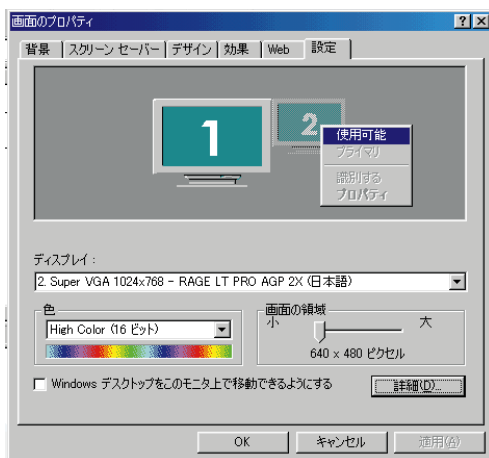 画面のプロパティ
背景 スクリーン セーバー デザイン 効果 Web 設定
1
2
使用可能
プライマリ
識別する
プロパティ
ディスプレイ :
2. Super VGA 1024x768 - RAGE LT PRO AGP 2X (日本語)
色
High Color (16 ビット)
画面の領域
小 大
640 x 480 ピクセル
Windows デスクトップをこのモニタ上で移動できるようにする
詳細(D)...
OK キャンセル 適用(A)